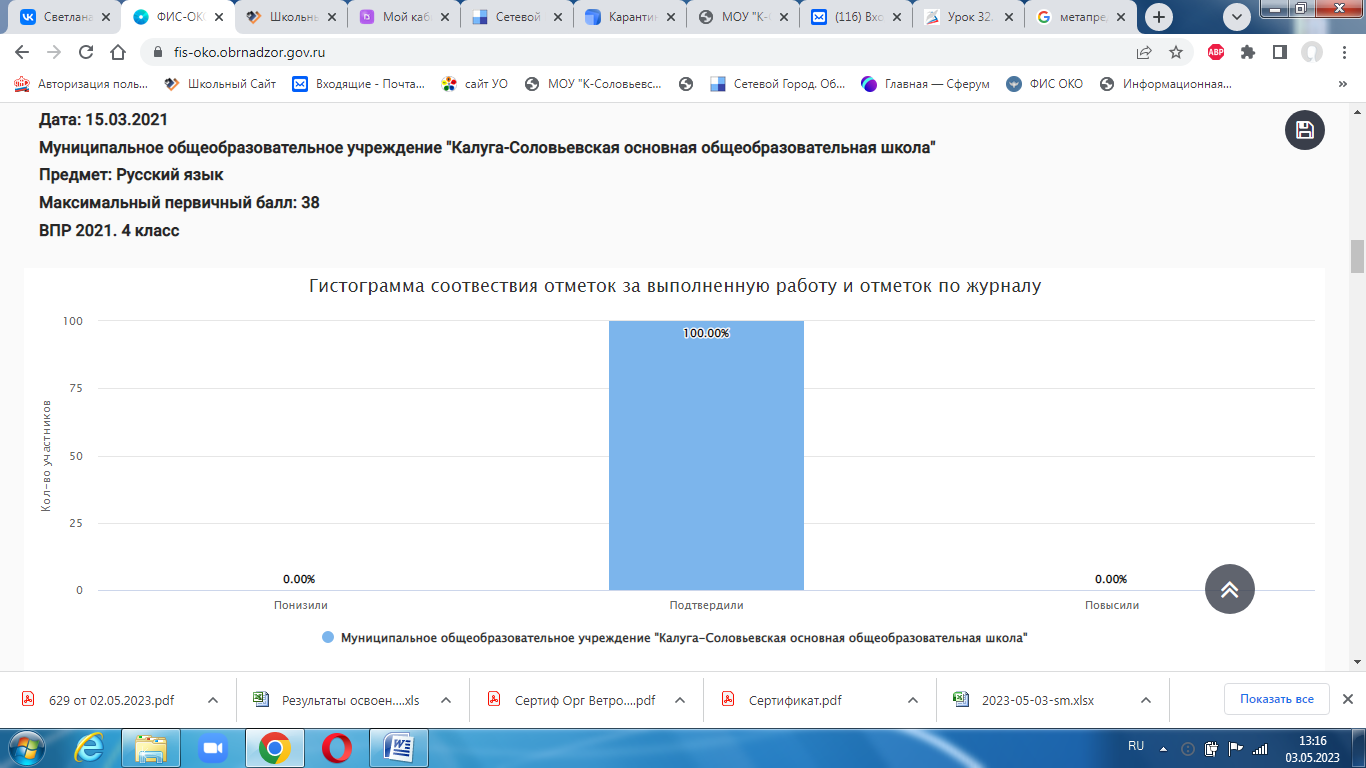 Светлана
ФИС-ОКО
Школьны
Мой каб
Сетевой
Карантин
МОУ "К-
(116) Вхо
Урок 32.
метапред
fis-oko.obrnadzor.gov.ru
Авторизация поль...
Школьный Сайт
Входящие - Почта...
сайт УО
МОУ "К-Соловьевс...
Сетевой Город. Об...
Главная — Сферум
ФИС ОКО
Информационная...
»
Дата: 15.03.2021
Муниципальное общеобразовательное учреждение "Калуга-Соловьевская основная общеобразовательная школа"
Предмет: Русский язык
Максимальный первичный балл: 38
ВПР 2021. 4 класс
Гистограмма соотвествия отметок за выполненную работу и отметок по журналу
Кол-во участников
100
75
50
25
0
0.00%
100.00%
0.00%
Понизили
Подтвердили
Повысили
Муниципальное общеобразовательное учреждение "Калуга-Соловьевская основная общеобразовательная школа"
629 от 02.05.2023.pdf
Результаты освоен....xls
Сертиф Орг Ветро....pdf
Сертификат.pdf
2023-05-03-sm.xlsx
Показать все
RU
13:16
03.05.2023